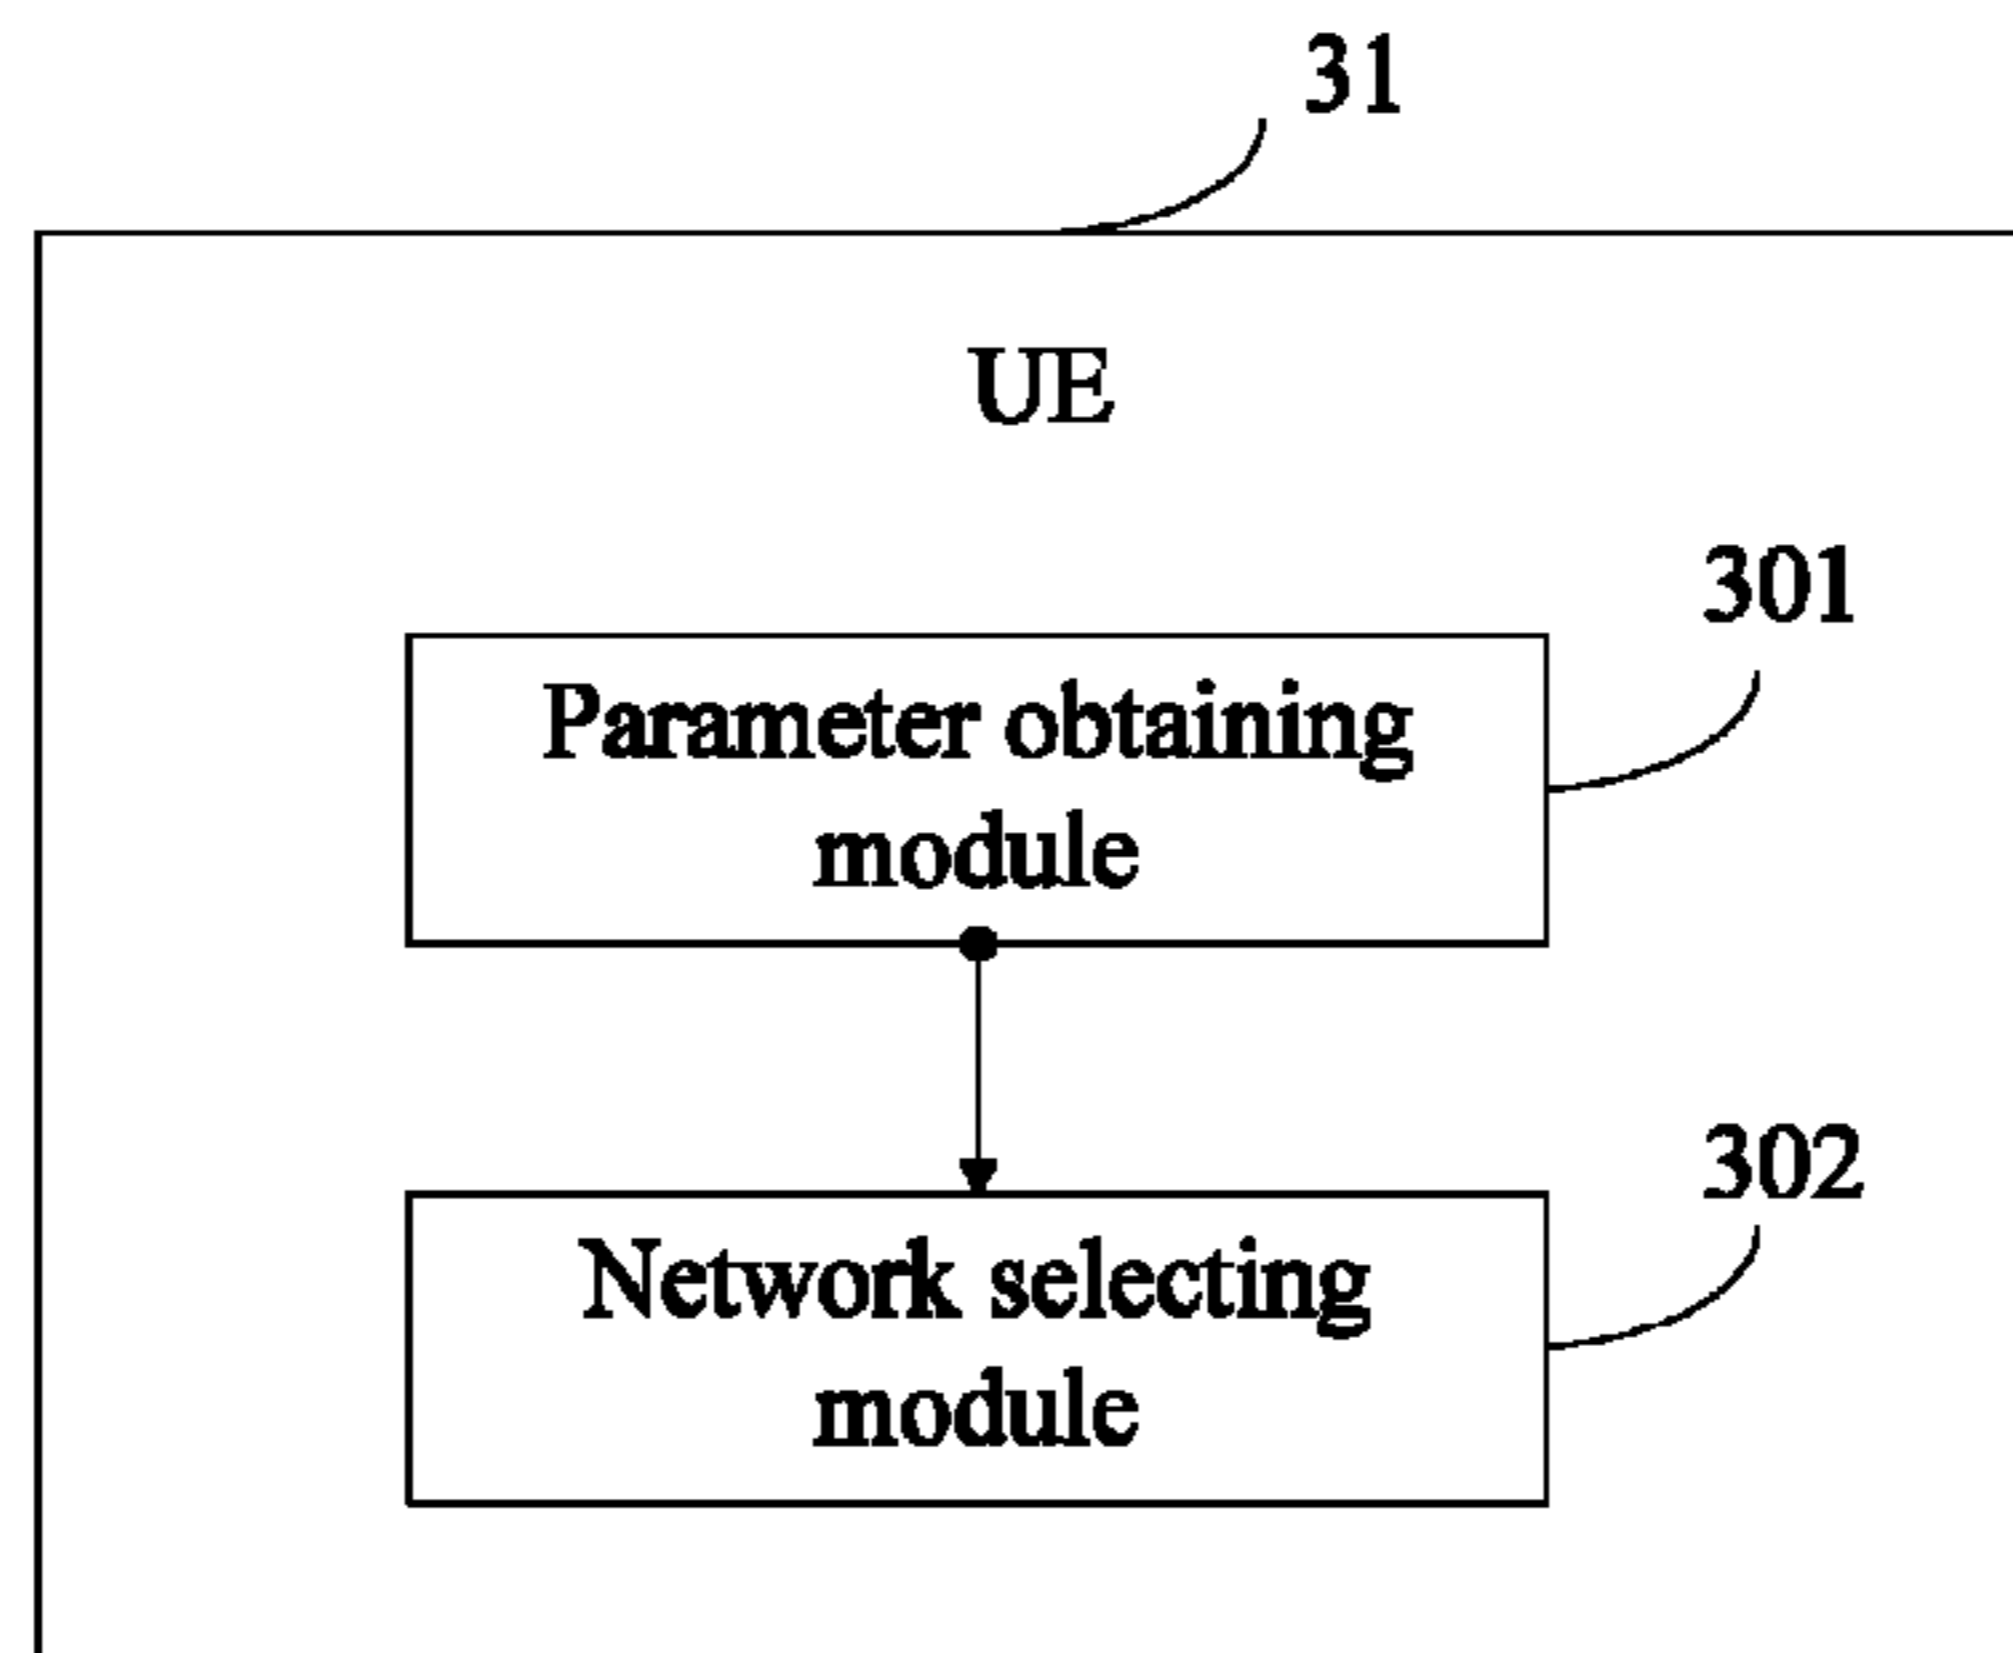 31
UE
301
Parameter obtaining
module
302
Network selecting
module